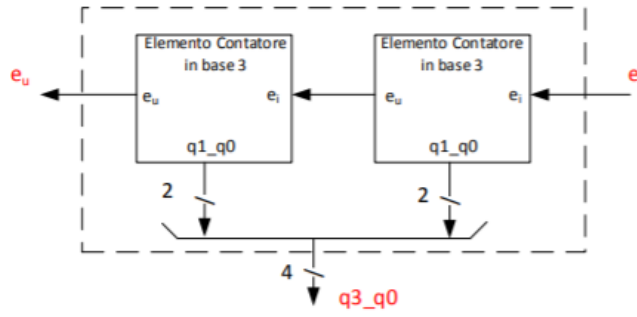 Elemento Contatore
in base 3
Elemento Contatore
in base 3
eu
eu
ei
eu
ei
e
q1_q0
q1_q0
2
2
4
q3_q0